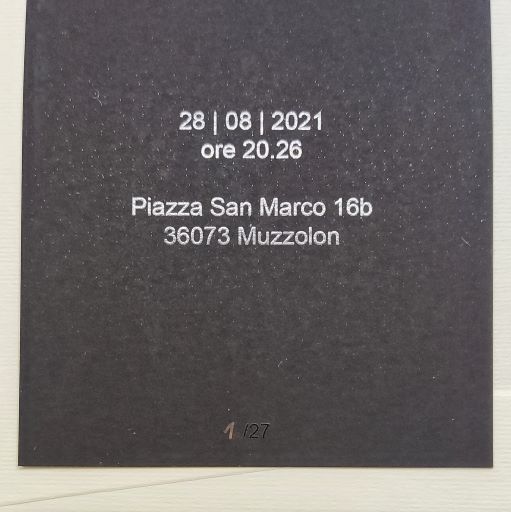 28 | 08 | 2021
ore 20.26
Piazza San Marco 16b
36073 Muzzolon
1/27